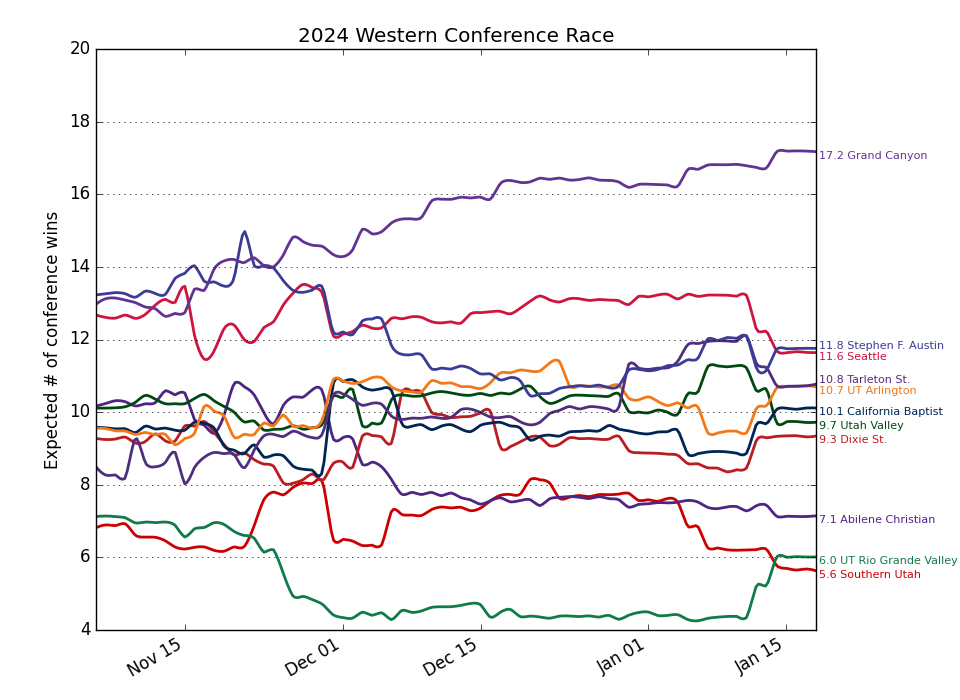 2024 Western Conference Race
Expected # of conference wins
20
18
16
14
12
10
8
6
4
Nov 15
Dec 01
Dec 15
Jan 01
Jan 15
17.2 Grand Canyon
11.8 Stephen F. Austin
11.6 Seattle
10.8 Tarleton St.
10.7 UT Arlington
10.1 California Baptist
9.7 Utah Valley
9.3 Dixie St.
7.1 Abilene Christian
6.0 UT Rio Grande Valley
5.6 Southern Utah